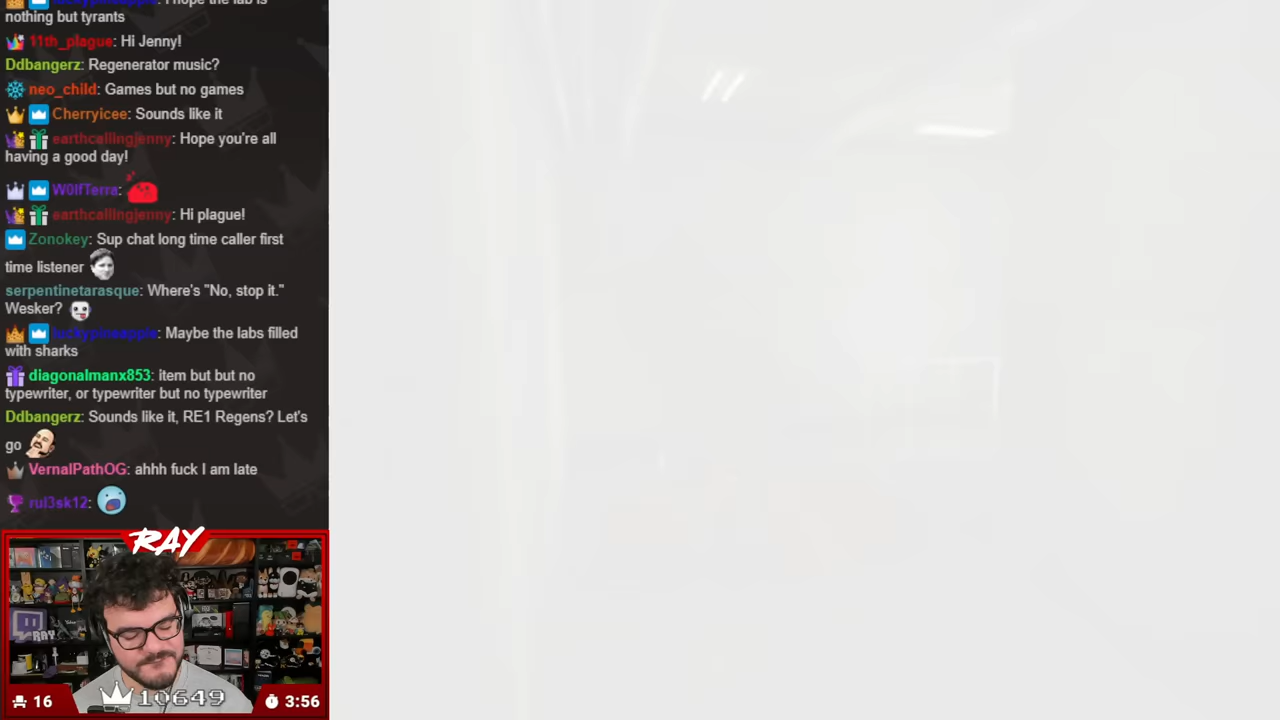 nothing but tyrants
11th_plague: Hi Jenny!
Ddbangerz: Regenerator music?
neo_child: Games but no games
Cherryicee: Sounds like it
earthcallingjenny: Hope you're all
having a good day!
W0lfTerra:
earthcallingjenny: Hi plague!
Zonokey: Sup chat long time caller first
time listener
serpentinetarasque: Where's "No, stop it."
Wesker?
luckypineapple: Maybe the labs filled
with sharks
diagonalmanx853: item but but no
typewriter, or typewriter but no typewriter
Ddbangerz: Sounds like it, RE1 Regens? Let's
go
VernalPathOG: ahhh fuck I am late
rul3sk12:
RAY
RAY
16
10649
3:56